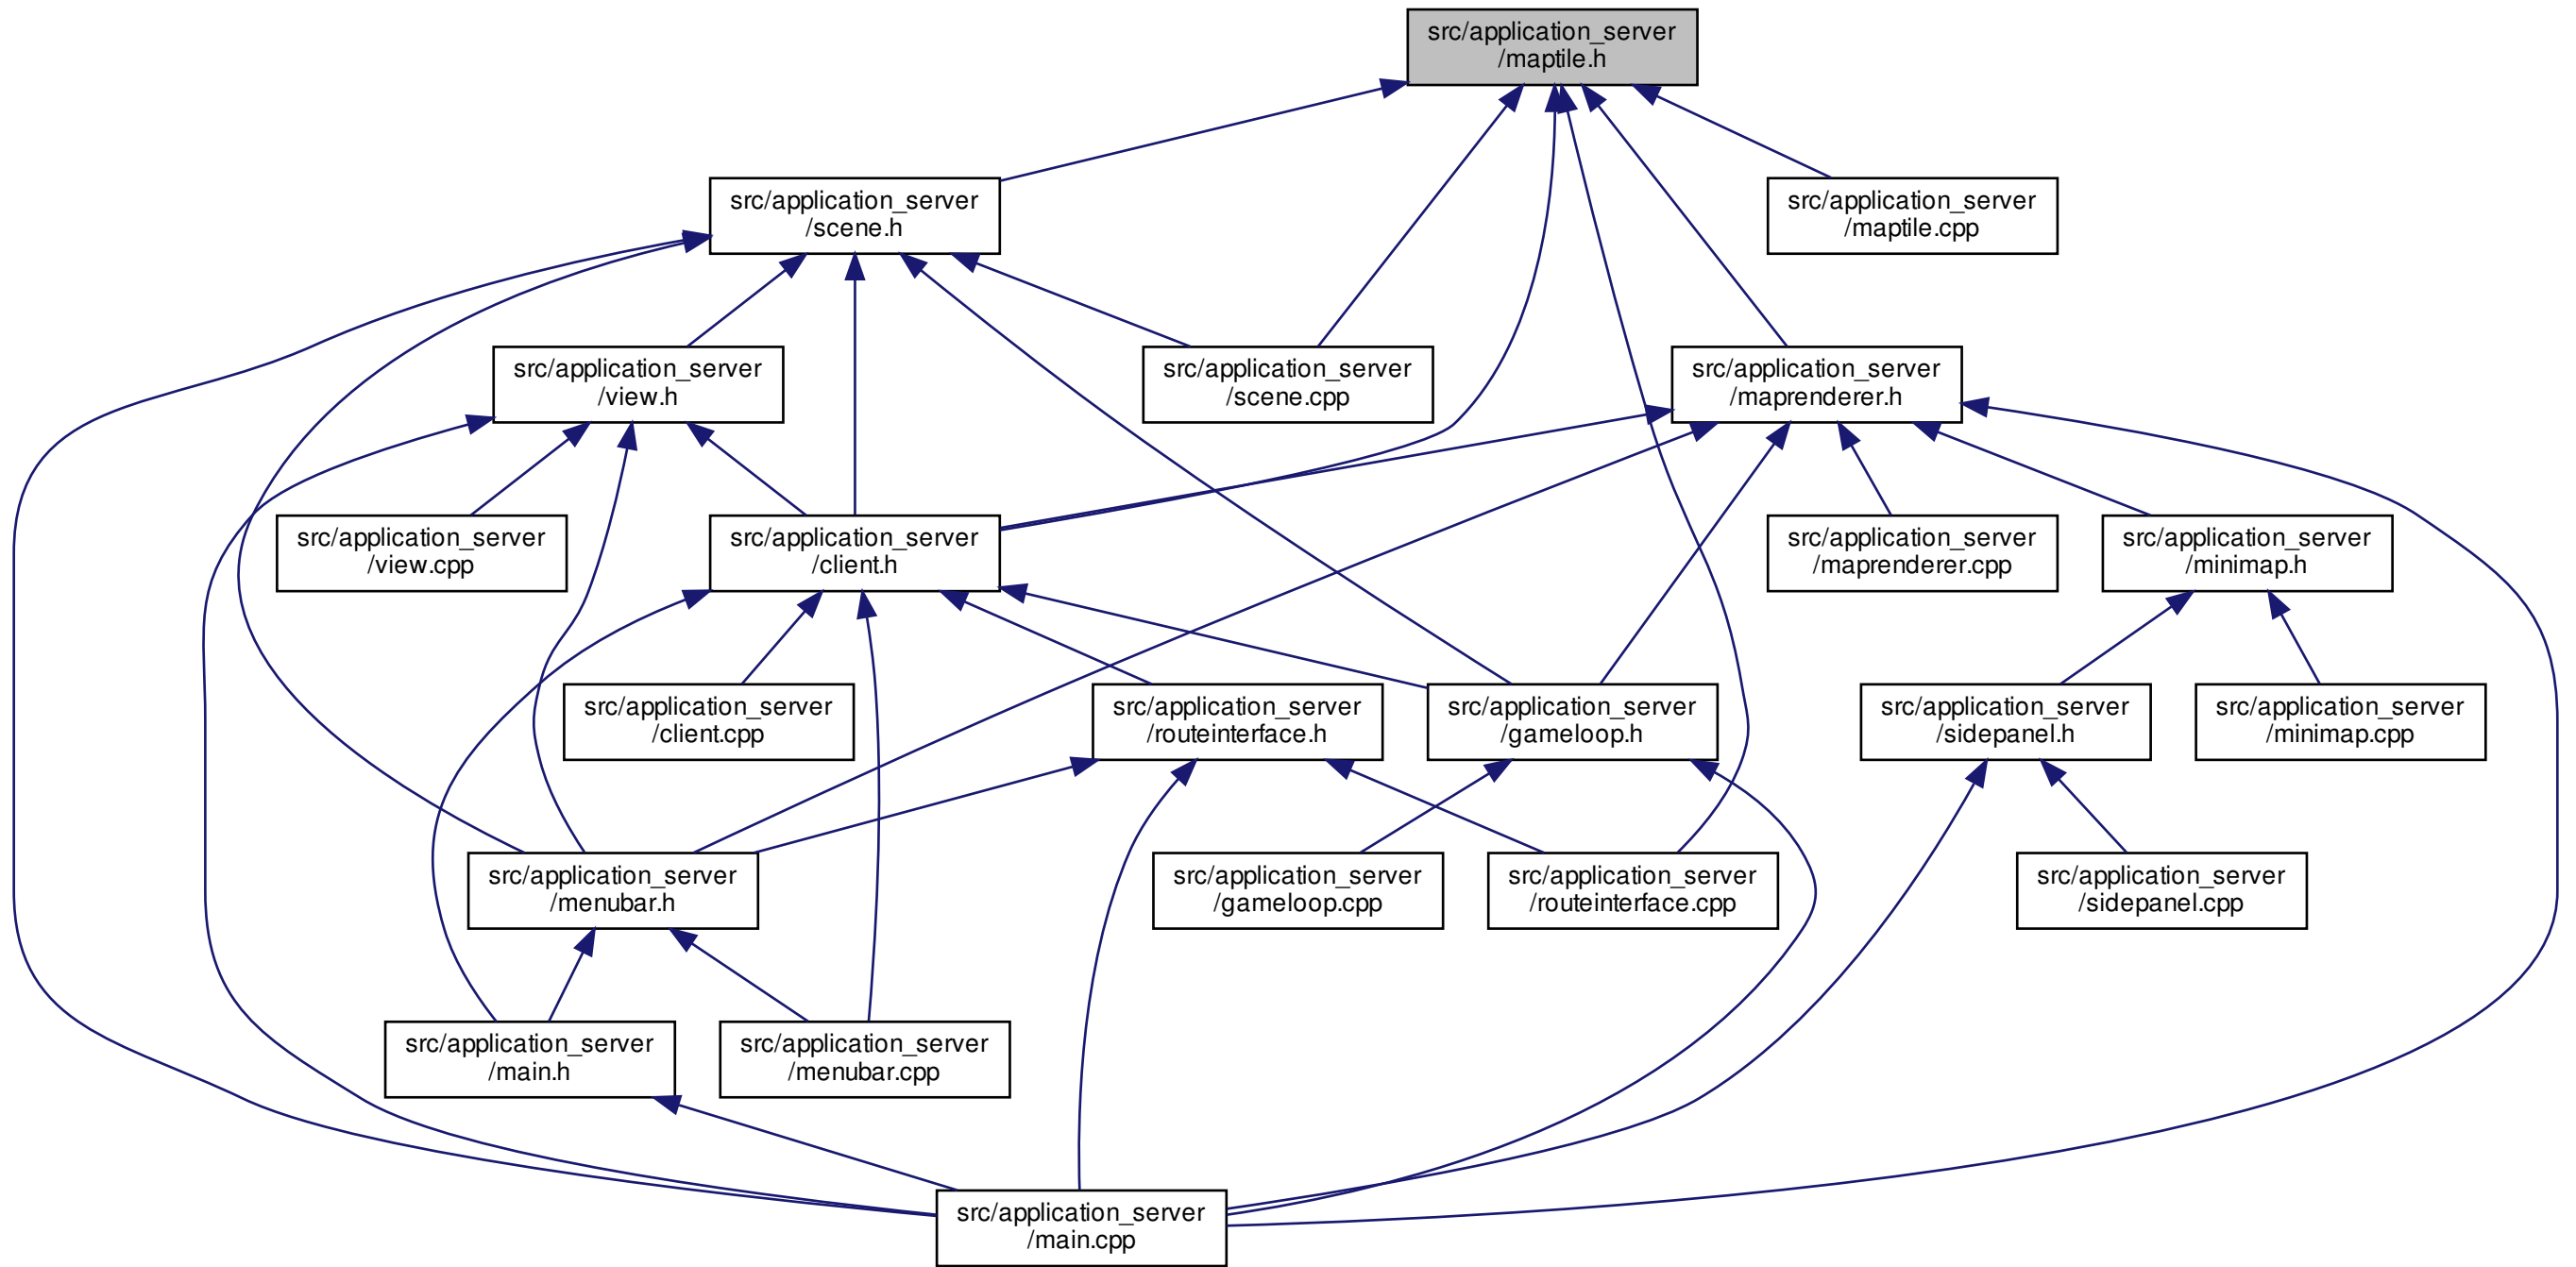 src/application_server
/maptile.h
src/application_server
/scene.h
src/application_server
/maptile.cpp
src/application_server
/view.h
src/application_server
/scene.cpp
src/application_server
/maprenderer.h
src/application_server
/view.cpp
src/application_server
/client.h
src/application_server
/maprenderer.cpp
src/application_server
/minimap.h
src/application_server
/client.cpp
src/application_server
/routeinterface.h
src/application_server
/gameloop.h
src/application_server
/sidepanel.h
src/application_server
/minimap.cpp
src/application_server
/menubar.h
src/application_server
/gameloop.cpp
src/application_server
/routeinterface.cpp
src/application_server
/sidepanel.cpp
src/application_server
/main.h
src/application_server
/menubar.cpp
src/application_server
/main.cpp